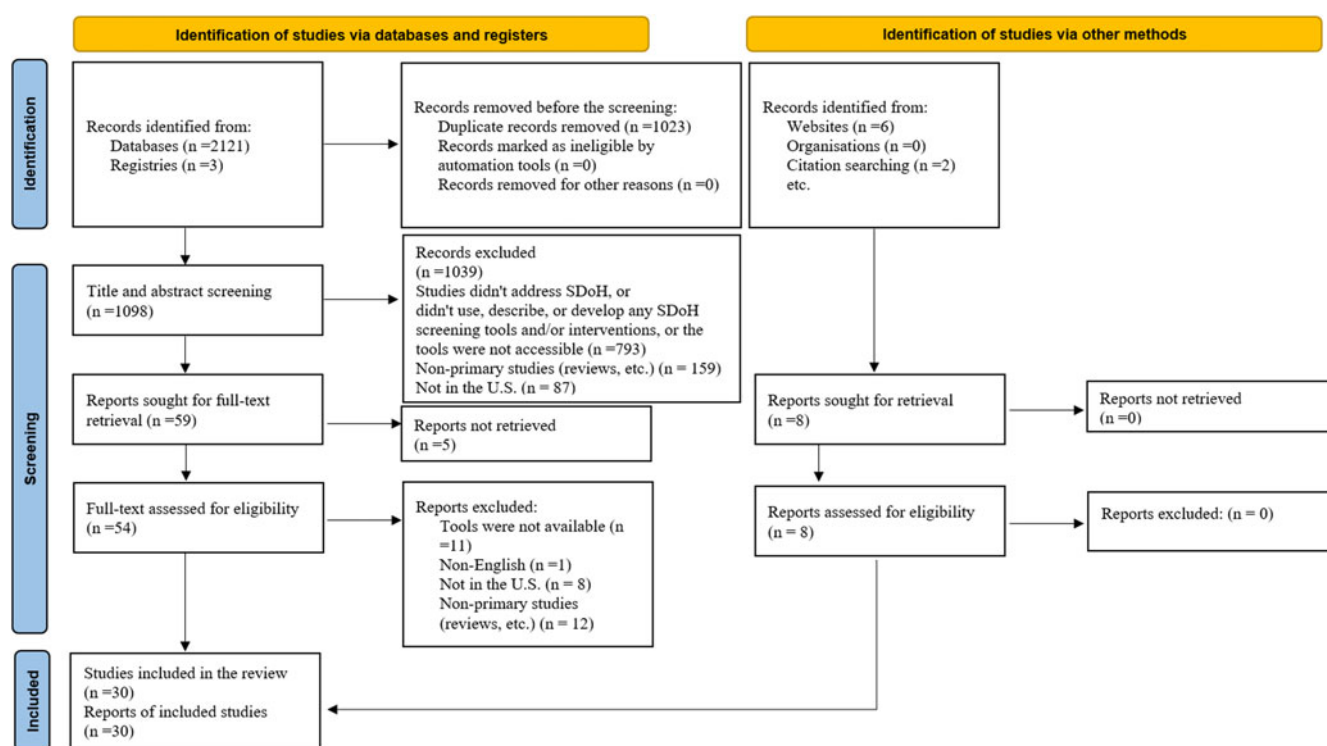 Identification of studies via databases and registers
Identification of studies via other methods
Identification
Records identified from:
Databases (n =2121)
Registries (n =3)
Records removed before the screening:
Duplicate records removed (n =1023)
Records marked as ineligible by
automation tools (n =0)
Records removed for other reasons (n =0)
Records identified from:
Websites (n =6)
Organisations (n =0)
Citation searching (n =2)
etc.
Screening
Title and abstract screening
(n =1098)
Records excluded
(n =1039)
Studies didn't address SDoH, or
didn't use, describe, or develop any SDoH
screening tools and/or interventions, or the
tools were not accessible (n =793)
Non-primary studies (reviews, etc.) (n = 159)
Not in the U.S. (n = 87)
Reports sought for full-text
retrieval (n =59)
Reports not retrieved
(n =5)
Reports sought for retrieval
(n =8)
Reports not retrieved
(n =0)
Full-text assessed for eligibility
(n =54)
Reports excluded:
Tools were not available (n
=11)
Non-English (n =1)
Not in the U.S. (n = 8)
Non-primary studies
(reviews, etc.) (n = 12)
Reports assessed for eligibility
(n = 8)
Reports excluded: (n = 0)
Included
Studies included in the review
(n =30)
Reports of included studies
(n =30)